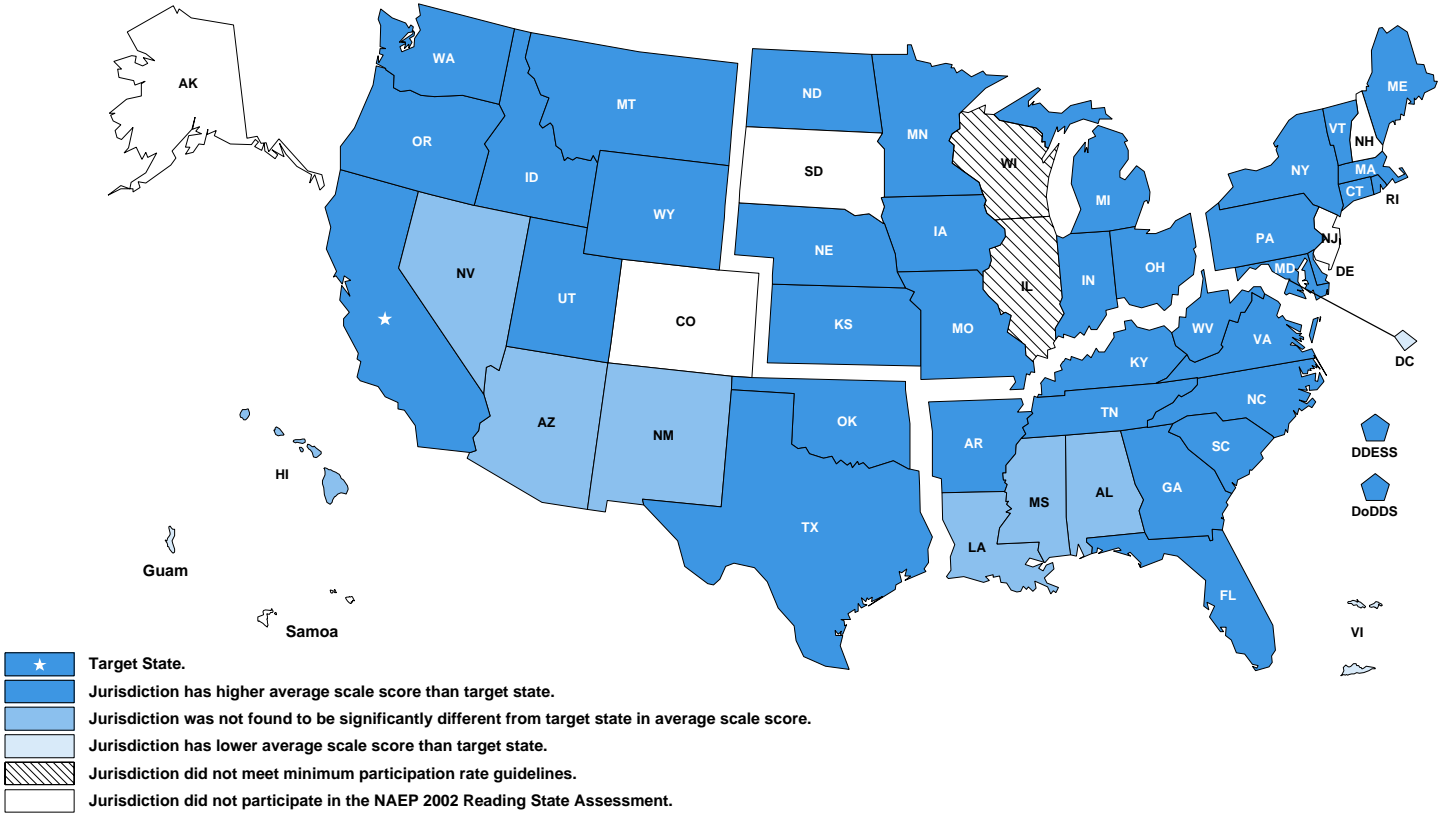 WA
MT
ND
MN
ME
AK
OR
ID
SD
WI
VT
NH
NY
MA
CT
RI
WY
MI
IA
NE
PA
NJ
NV
UT
CO
KS
MO
IL
IN
OH
MD
DE
WV
VA
KY
DC
AZ
NM
OK
AR
TN
NC
SC
DDESS
HI
MS
AL
GA
DoDDS
TX
LA
Guam
FL
Samoa
VI
Target State.
Jurisdiction has higher average scale score than target state.
Jurisdiction was not found to be significantly different from target state in average scale score.
Jurisdiction has lower average scale score than target state.
Jurisdiction did not meet minimum participation rate guidelines.
Jurisdiction did not participate in the NAEP 2002 Reading State Assessment.